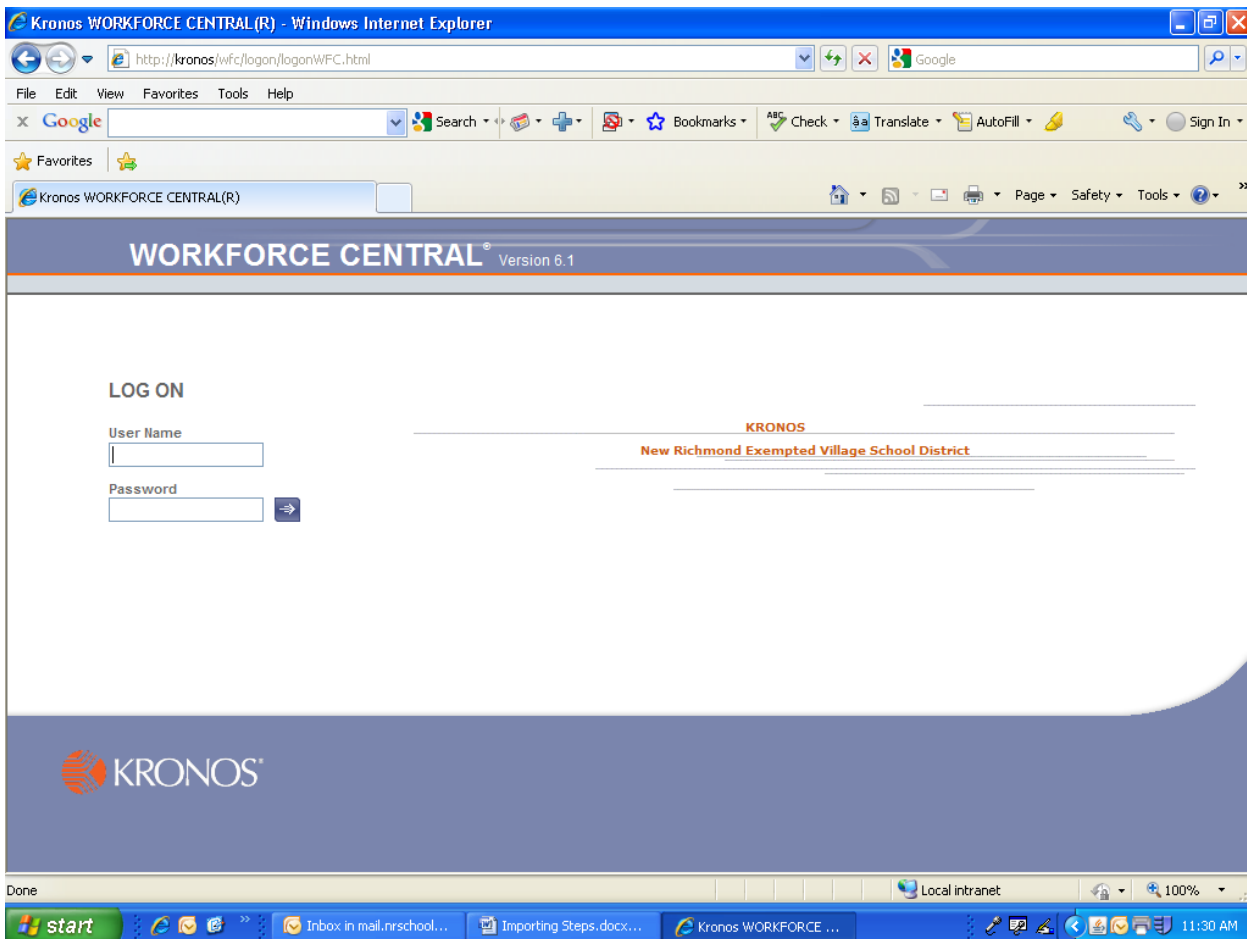 Kronos WORKFORCE CENTRAL(R) - Windows Internet Explorer
http://kronos/wfc/logon/logonWFC.html
Google
File Edit View Favorites Tools Help
x Google Search Bookmarks ABC Check Translate AutoFill Sign In
Favorites
Kronos WORKFORCE CENTRAL(R) Page Safety Tools
WORKFORCE CENTRAL® Version 6.1
LOG ON
User Name
Password
KRONOS
New Richmond Exempted Village School District
KRONOS®
Done Local intranet 100%
start Inbox in mail.nrschool... Importing Steps.docx... Kronos WORKFORCE ... 11:30 AM